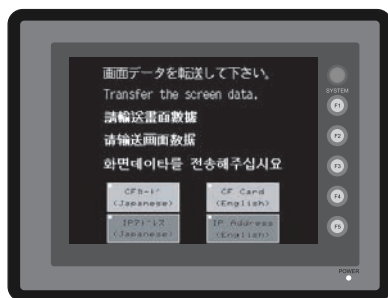 画面データを転送して下さい。
Transfer the screen data.
請輸送畫面數據
请输送画面数据
화면데이타를 전송해주십시요
CFｶｰﾄﾞ
(Japanese)
CF Card
(English)
IPｱﾄﾞﾚｽ
(Japanese)
IP Address
(English)
SYSTEM
F1
F2
F3
F4
F5
POWER